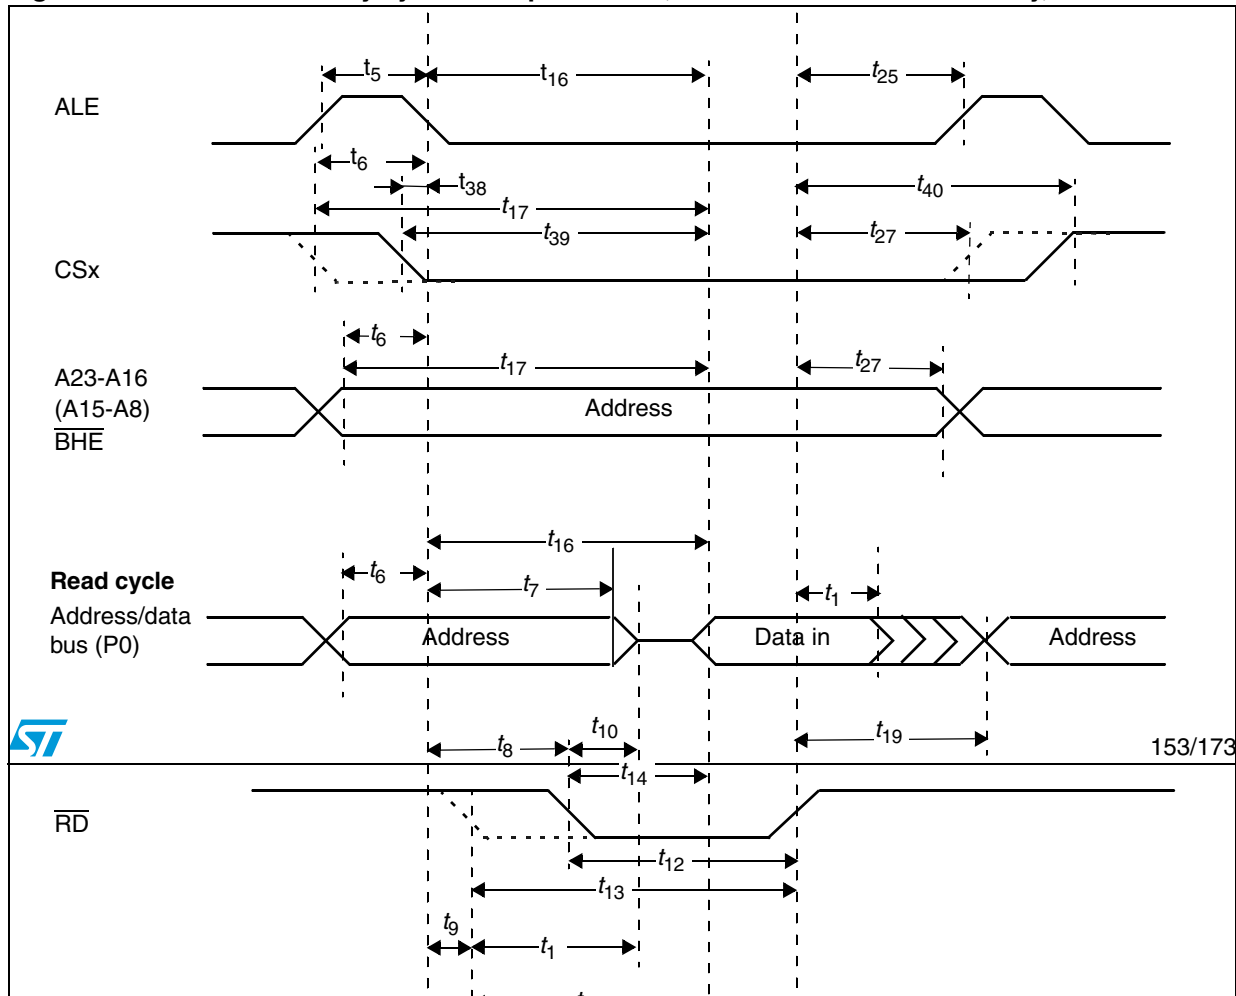 t5
t16
t25
ALE
t6
t38
t40
t17
t39
t27
CSx
t6
t17
t27
A23-A16
(A15-A8)
Address
BHE
t16
Read cycle
t6
t7
t1
Address/data
bus (P0)
Address
Data in
Address
ST
t8
t10
t19
153/173
t14
RD
t12
t13
t9
t1